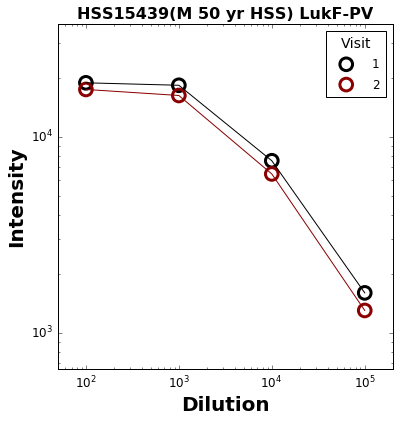 HSS15439(M 50 yr HSS) LukF-PV
Visit
1
2
10^4
10^3
Intensity
10^2 10^3 10^4 10^5
Dilution